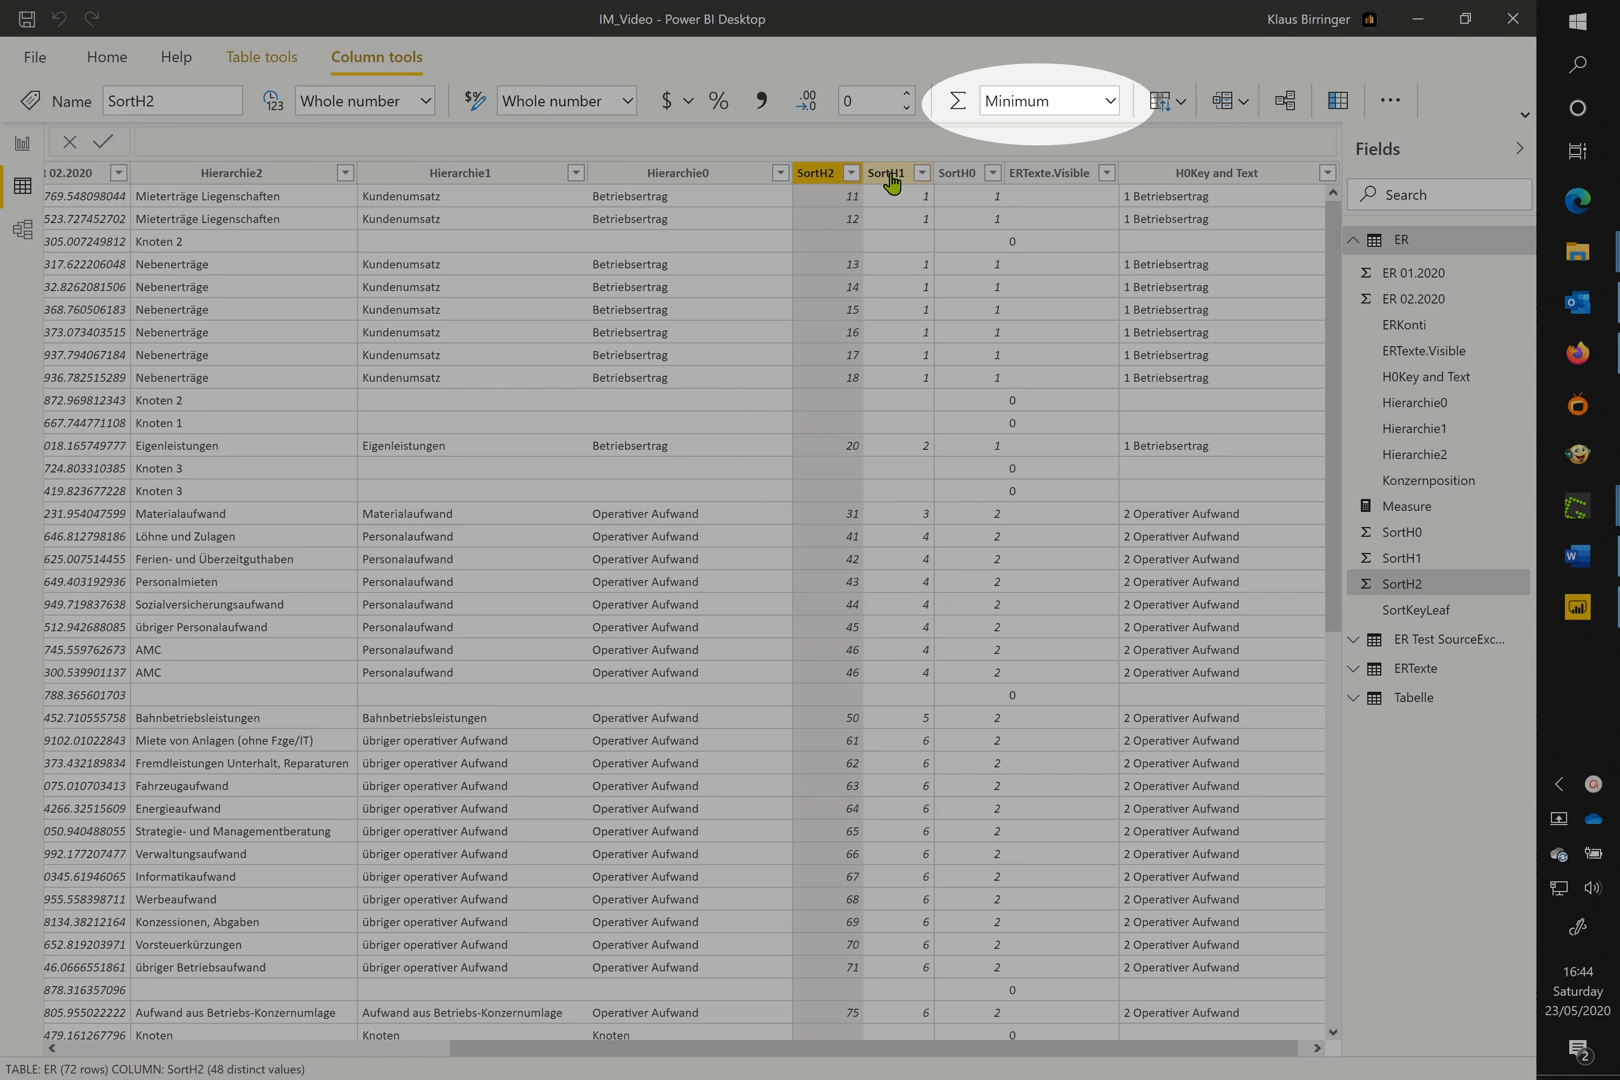 IM_Video - Power BI Desktop
Klaus Birringer
File Home Help Table tools Column tools
Name SortH2 Whole number Whole number $ % 0 Minimum
02.2020 Hierarchie2 Hierarchie1 Hierarchie0 SortH2 SortH1 SortH0 ERTexte.Visible H0Key and Text
769.548098044 Mieterträge Liegenschaften Kundenumsatz Betriebsertrag 11 1 1 1 Betriebsertrag
523.727452702 Mieterträge Liegenschaften Kundenumsatz Betriebsertrag 12 1 1 1 Betriebsertrag
305.007249812 Knoten 2 0
317.622206048 Nebenerträge Kundenumsatz Betriebsertrag 13 1 1 1 Betriebsertrag
32.8262081506 Nebenerträge Kundenumsatz Betriebsertrag 14 1 1 1 Betriebsertrag
368.760506183 Nebenerträge Kundenumsatz Betriebsertrag 15 1 1 1 Betriebsertrag
373.073403515 Nebenerträge Kundenumsatz Betriebsertrag 16 1 1 1 Betriebsertrag
937.794067184 Nebenerträge Kundenumsatz Betriebsertrag 17 1 1 1 Betriebsertrag
936.782515289 Nebenerträge Kundenumsatz Betriebsertrag 18 1 1 1 Betriebsertrag
872.969812343 Knoten 2 0
667.744771108 Knoten 1 0
018.165749777 Eigenleistungen Eigenleistungen Betriebsertrag 20 2 1 1 Betriebsertrag
724.803310385 Knoten 3 0
419.823677228 Knoten 3 0
231.954047599 Materialaufwand Materialaufwand Operativer Aufwand 31 3 2 2 Operativer Aufwand
646.812798186 Löhne und Zulagen Personalaufwand Operativer Aufwand 41 4 2 2 Operativer Aufwand
625.007514455 Ferien- und Überzeitguthaben Personalaufwand Operativer Aufwand 42 4 2 2 Operativer Aufwand
649.403192936 Personalmieten Personalaufwand Operativer Aufwand 43 4 2 2 Operativer Aufwand
949.719837638 Sozialversicherungsaufwand Personalaufwand Operativer Aufwand 44 4 2 2 Operativer Aufwand
512.942688085 übriger Personalaufwand Personalaufwand Operativer Aufwand 45 4 2 2 Operativer Aufwand
745.559762673 AMC Personalaufwand Operativer Aufwand 46 4 2 2 Operativer Aufwand
300.539901137 AMC Personalaufwand Operativer Aufwand 46 4 2 2 Operativer Aufwand
788.365601703 0
452.710555758 Bahnbetriebsleistungen Bahnbetriebsleistungen Operativer Aufwand 50 5 2 2 Operativer Aufwand
9102.01022843 Miete von Anlagen (ohne Fzge/IT) übriger operativer Aufwand Operativer Aufwand 61 6 2 2 Operativer Aufwand
373.432189834 Fremdleistungen Unterhalt, Reparaturen übriger operativer Aufwand Operativer Aufwand 62 6 2 2 Operativer Aufwand
075.010703413 Fahrzeugaufwand übriger operativer Aufwand Operativer Aufwand 63 6 2 2 Operativer Aufwand
4266.32515609 Energieaufwand übriger operativer Aufwand Operativer Aufwand 64 6 2 2 Operativer Aufwand
050.940488055 Strategie- und Managementberatung übriger operativer Aufwand Operativer Aufwand 65 6 2 2 Operativer Aufwand
992.177207477 Verwaltungsaufwand übriger operativer Aufwand Operativer Aufwand 66 6 2 2 Operativer Aufwand
0345.61946065 Informatikaufwand übriger operativer Aufwand Operativer Aufwand 67 6 2 2 Operativer Aufwand
955.558398711 Werbeaufwand übriger operativer Aufwand Operativer Aufwand 68 6 2 2 Operativer Aufwand
8134.38212164 Konzessionen, Abgaben übriger operativer Aufwand Operativer Aufwand 69 6 2 2 Operativer Aufwand
652.819203971 Vorsteuerkürzungen übriger operativer Aufwand Operativer Aufwand 70 6 2 2 Operativer Aufwand
46.0666551861 übriger Betriebsaufwand übriger operativer Aufwand Operativer Aufwand 71 6 2 2 Operativer Aufwand
878.316357096 0
805.955022222 Aufwand aus Betriebs-Konzernumlage Aufwand aus Betriebs-Konzernumlage Operativer Aufwand 75 6 2 2 Operativer Aufwand
479.161267796 Knoten Knoten Knoten 0
TABLE: ER (72 rows) COLUMN: SortH2 (48 distinct values)
Fields
Search
ER
ER 01.2020
ER 02.2020
ERKonti
ERTexte.Visible
H0Key and Text
Hierarchie0
Hierarchie1
Hierarchie2
Konzernposition
Measure
SortH0
SortH1
SortH2
SortKeyLeaf
ER Test SourceExc...
ERTexte
Tabelle
16:44
Saturday
23/05/2020
2